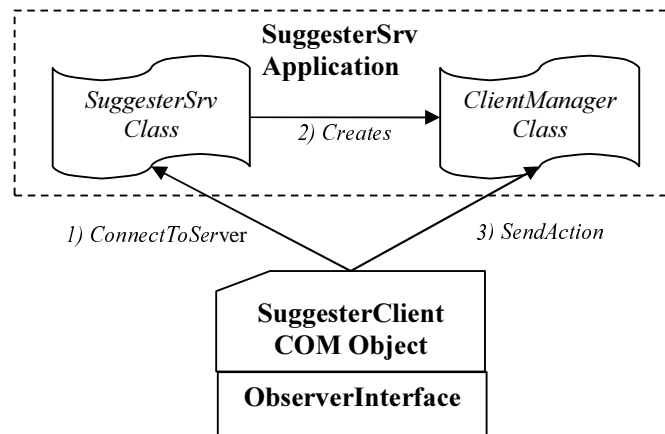 SuggesterSrv
Application
SuggesterSrv
Class
2) Creates
ClientManager
Class
1) ConnectToServer
3) SendAction
SuggesterClient
COM Object
ObserverInterface